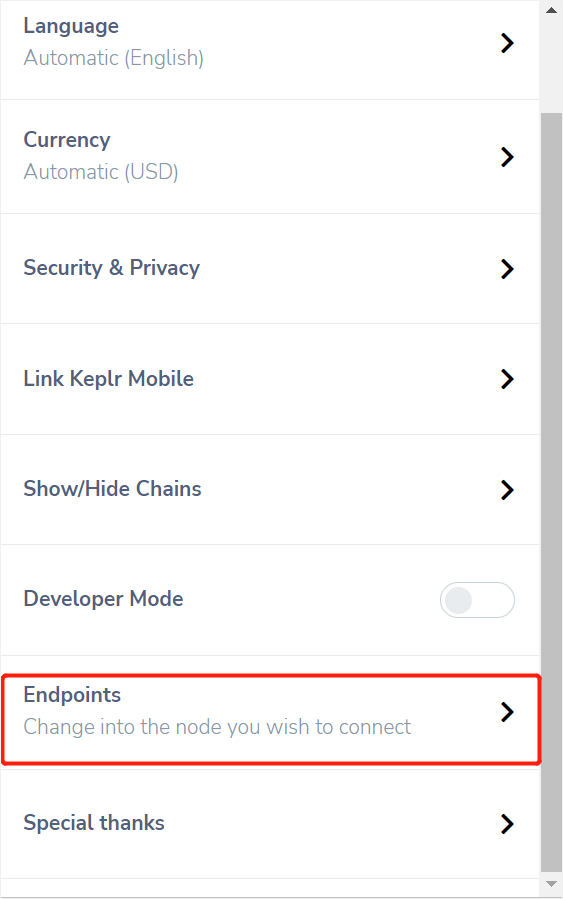 Language
Automatic (English)
Currency
Automatic (USD)
Security & Privacy
Link Keplr Mobile
Show/Hide Chains
Developer Mode
Endpoints
Change into the node you wish to connect
Special thanks